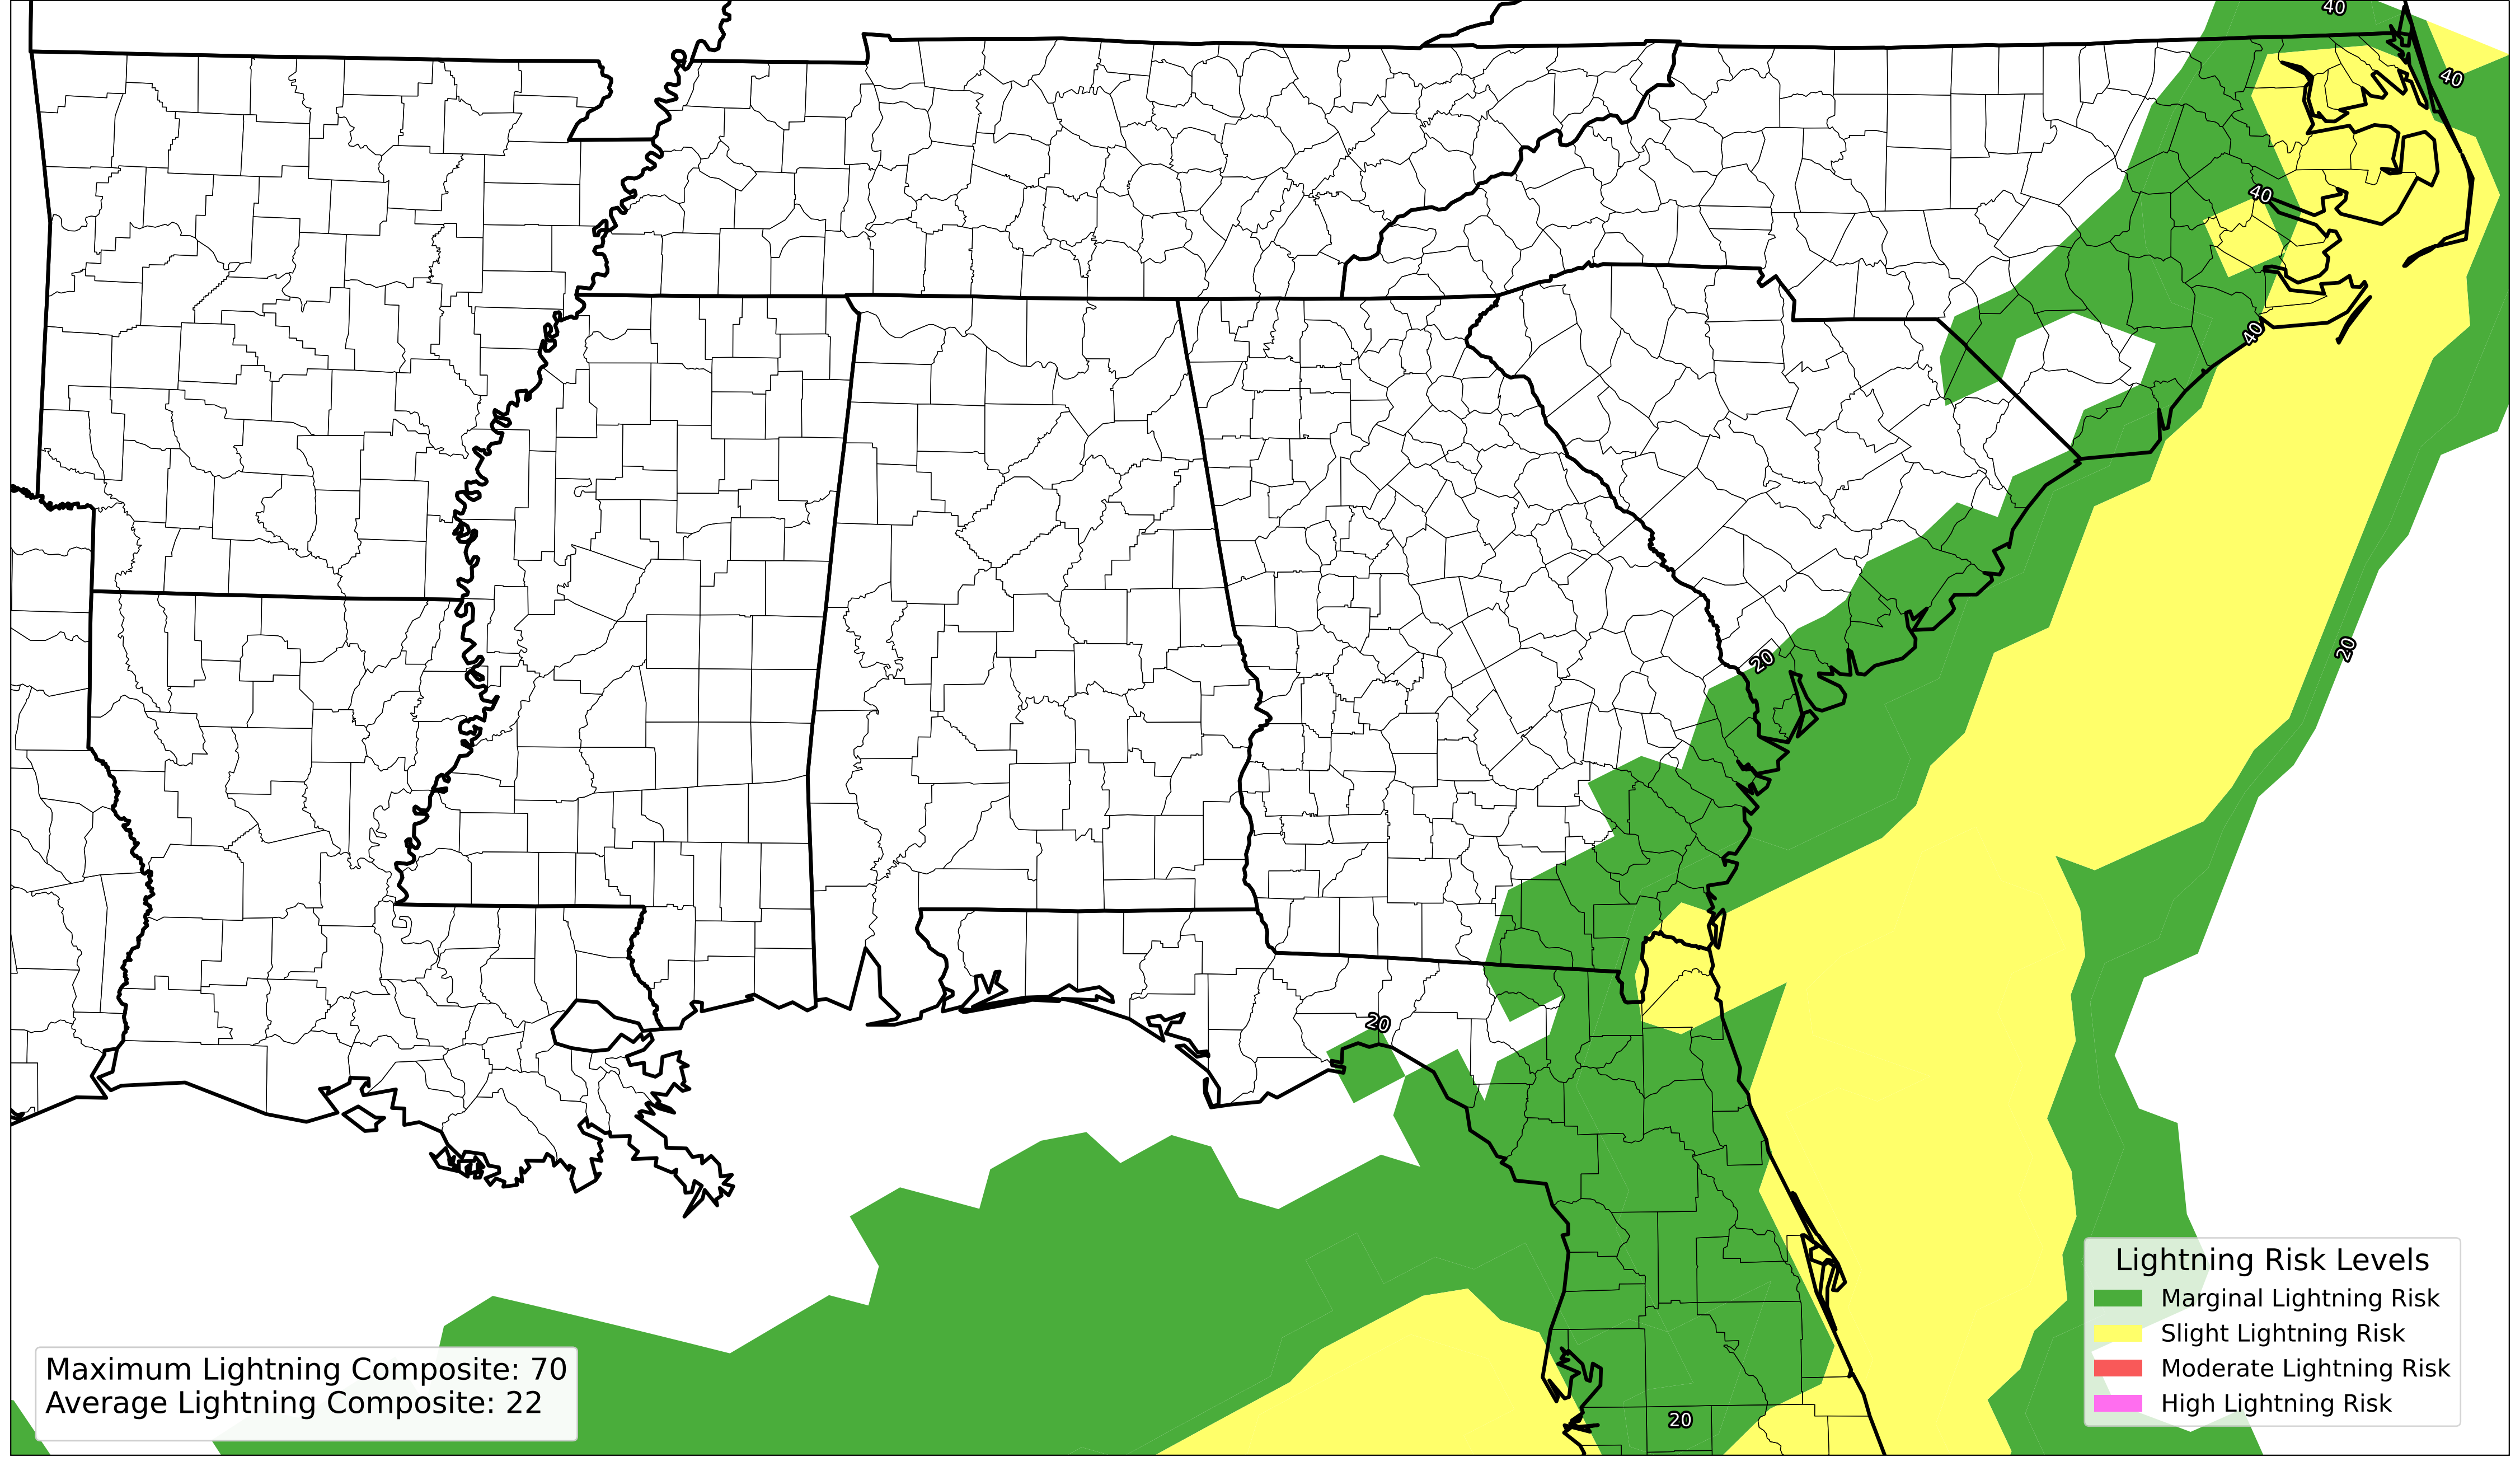 40
40
40
40
20
20
20
20
Maximum Lightning Composite: 70
Average Lightning Composite: 22
Lightning Risk Levels
Marginal Lightning Risk
Slight Lightning Risk
Moderate Lightning Risk
High Lightning Risk